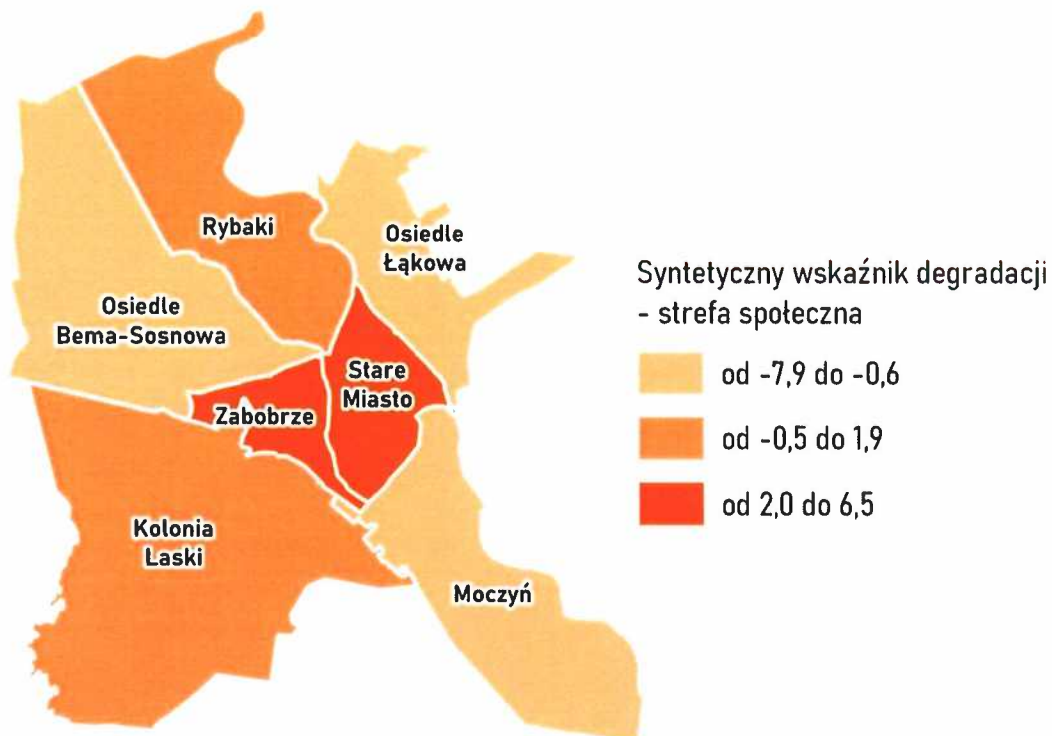 Rybaki
Osiedle
Łąkowa
Osiedle
Bema-Sosnowa
Stare
Miasto
Zabobrze
Kolonia
Łaski
Moczyń
Syntetyczny wskaźnik degradacji
- strefa społeczna
od -7,9 do -0,6
od -0,5 do 1,9
od 2,0 do 6,5